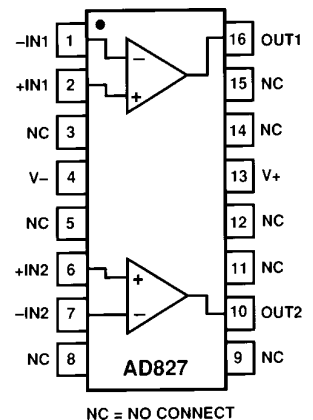 −IN1 1 − 16 OUT1
+IN1 2 + 15 NC
NC 3 14 NC
V− 4 13 V+
NC 5 12 NC
+IN2 6 + 11 NC
−IN2 7 − 10 OUT2
NC 8 AD827 9 NC
NC = NO CONNECT